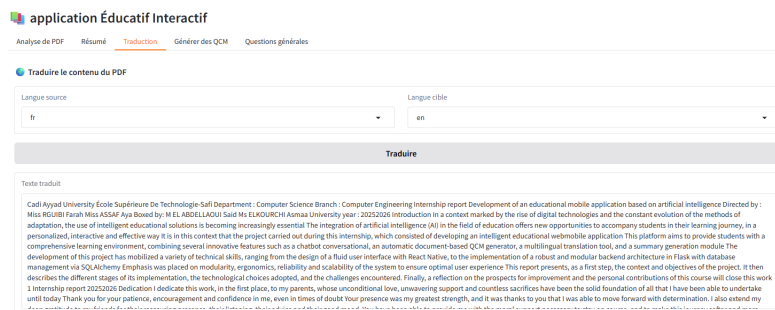 application Éducatif Interactif
Analyse de PDF Résumé Traduction Générer des QCM Questions générales
Traduire le contenu du PDF
Langue source Langue cible
fr en
Traduire
Texte traduit
Cadi Ayyad University École Supérieure De Technologie-Safi Department : Computer Science Branch : Computer Engineering Internship report Development of an educational mobile application based on artificial intelligence Directed by :
Miss RGUIBI Farah Miss ASSAF Aya Boxed by: M EL ABDELLAOUI Said Ms ELKOURCHI Asmaa University year : 20252026 Introduction In a context marked by the rise of digital technologies and the constant evolution of the methods of
adaptation, the use of intelligent educational solutions is becoming increasingly essential The integration of artificial intelligence (AI) in the field of education offers new opportunities to accompany students in their learning journey, in a
personalized, interactive and effective way It is in this context that the project carried out during this internship, which consisted of developing an intelligent educational webmobile application This platform aims to provide students with a
comprehensive learning environment, combining several innovative features such as a chatbot conversational, an automatic document-based QCM generator, a multilingual translation tool, and a summary generation module The
development of this project has mobilized a variety of technical skills, ranging from the design of a fluid user interface with React Native, to the implementation of a robust and modular backend architecture in Flask with database
management via SQLAlchemy Emphasis was placed on modularity, ergonomics, reliability and scalability of the system to ensure optimal user experience This report presents, as a first step, the context and objectives of the project. It then
describes the different stages of its implementation, the technological choices adopted, and the challenges encountered. Finally, a reflection on the prospects for improvement and the personal contributions of this course will close this work
1 Internship report 20252026 Dedication I dedicate this work, in the first place, to my parents, whose unconditional love, unwavering support and countless sacrifices have been the solid foundation of all that I have been able to undertake
until today Thank you for your patience, encouragement and confidence in me, even in times of doubt Your presence was my greatest strength, and it was thanks to you that I was able to move forward with determination. I also extend my